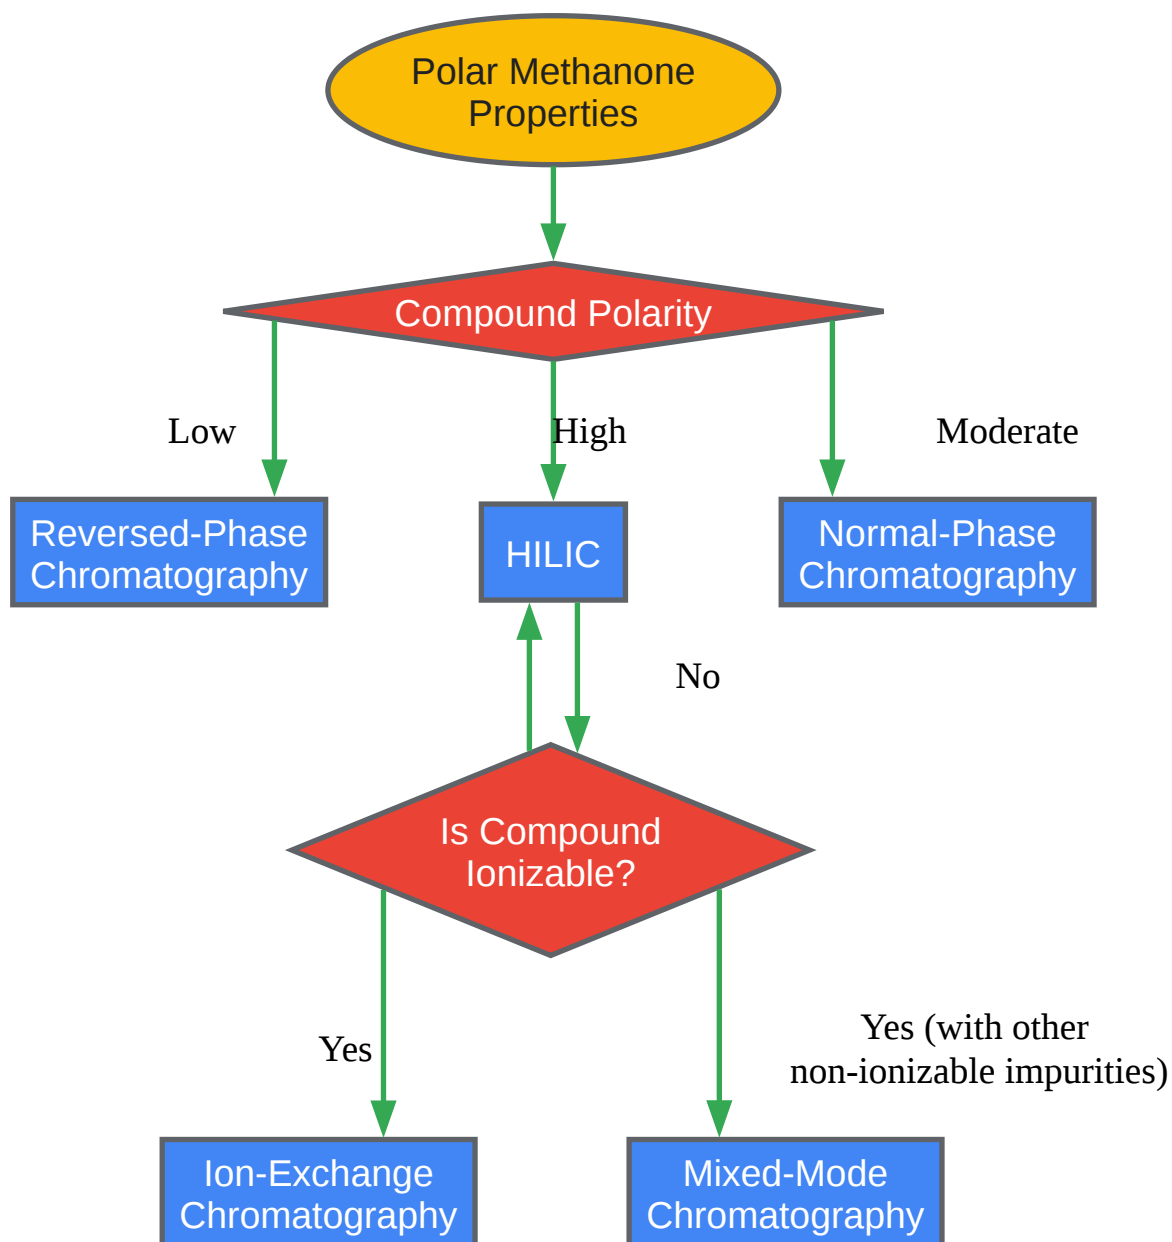 Polar Methanone
Properties
Compound Polarity
Low
High
Moderate
Reversed-Phase
Chromatography
HILIC
Normal-Phase
Chromatography
No
Is Compound
Ionizable?
Yes
Yes (with other
non-ionizable impurities)
Ion-Exchange
Chromatography
Mixed-Mode
Chromatography